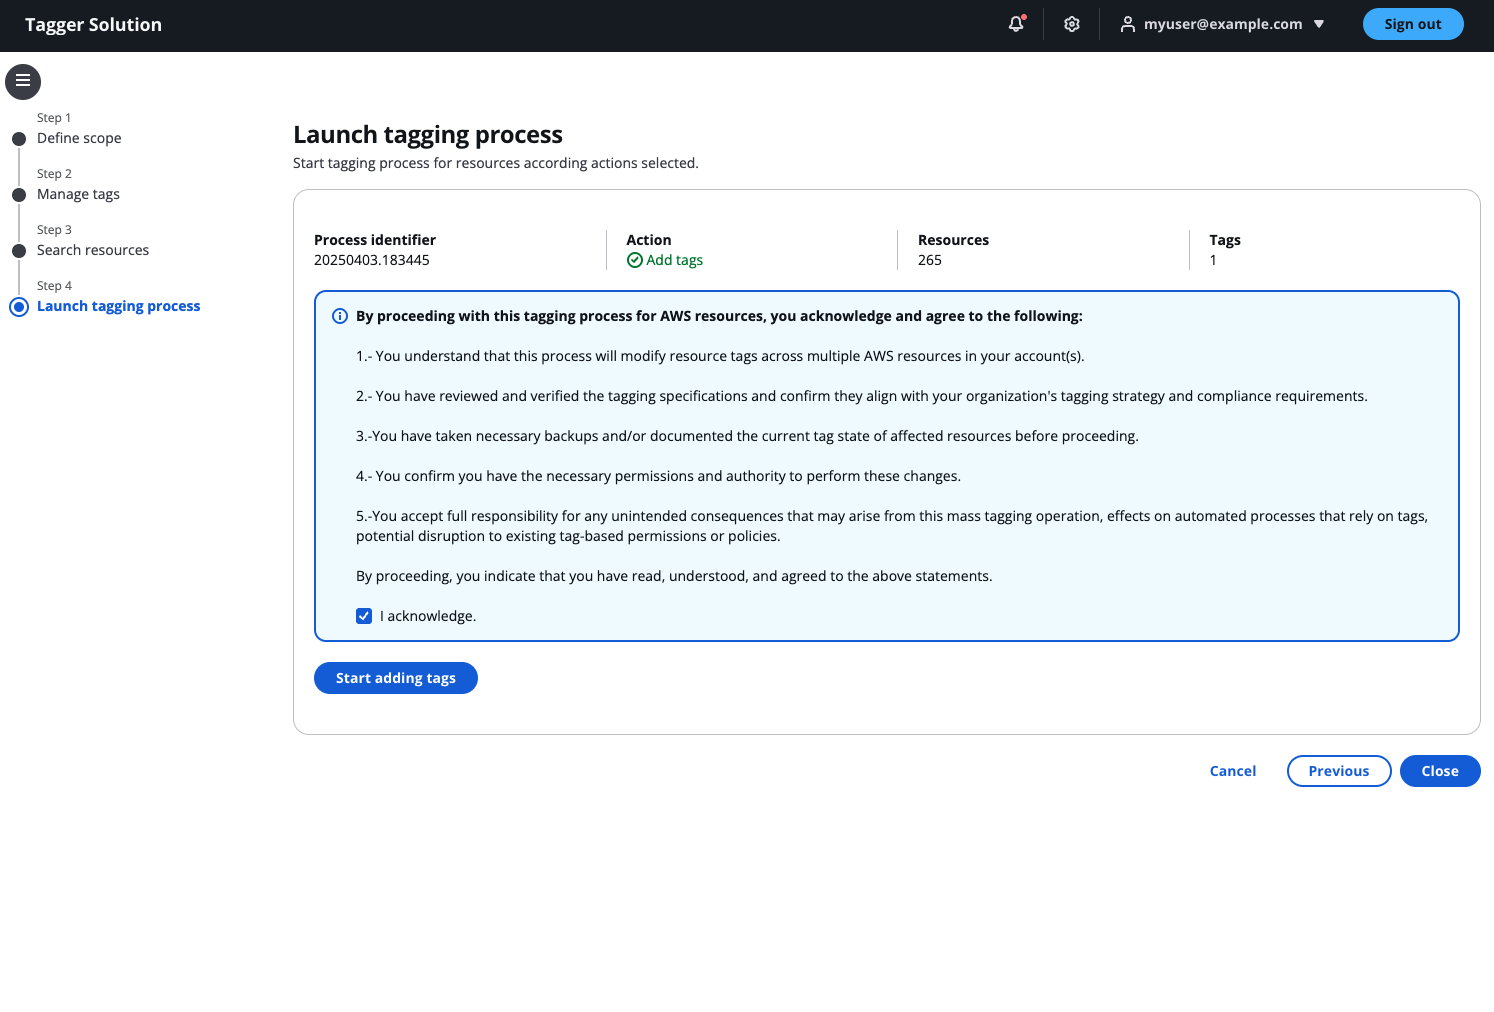 Tagger Solution
myuser@example.com
Sign out
Step 1
Define scope
Step 2
Manage tags
Step 3
Search resources
Step 4
Launch tagging process
Launch tagging process
Start tagging process for resources according actions selected.
Process identifier
20250403.183445
Action
Add tags
Resources
265
Tags
1
By proceeding with this tagging process for AWS resources, you acknowledge and agree to the following:
1.- You understand that this process will modify resource tags across multiple AWS resources in your account(s).
2.- You have reviewed and verified the tagging specifications and confirm they align with your organization's tagging strategy and compliance requirements.
3.-You have taken necessary backups and/or documented the current tag state of affected resources before proceeding.
4.- You confirm you have the necessary permissions and authority to perform these changes.
5.-You accept full responsibility for any unintended consequences that may arise from this mass tagging operation, effects on automated processes that rely on tags,
potential disruption to existing tag-based permissions or policies.
By proceeding, you indicate that you have read, understood, and agreed to the above statements.
I acknowledge.
Start adding tags
Cancel
Previous
Close